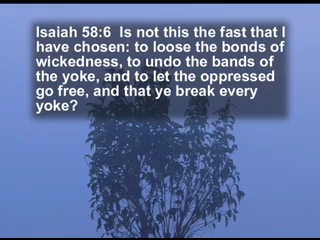 Isaiah 58:6  Is not this the fast that I
have chosen: to loose the bonds of
wickedness, to undo the bands of
the yoke, and to let the oppressed
go free, and that ye break every
yoke?